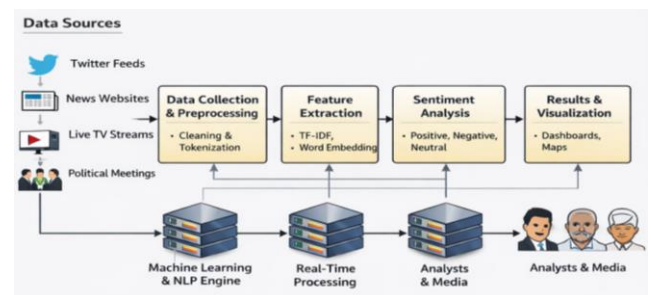 Data Sources
Twitter Feeds
News Websites
Live TV Streams
Political Meetings
Data Collection
& Preprocessing
• Cleaning &
Tokenization
Feature
Extraction
• TF-IDF,
• Word Embedding
Sentiment
Analysis
• Positive, Negative,
Neutral
Results &
Visualization
• Dashboards,
Maps
Machine Learning
& NLP Engine
Real-Time
Processing
Analysts
& Media
Analysts & Media